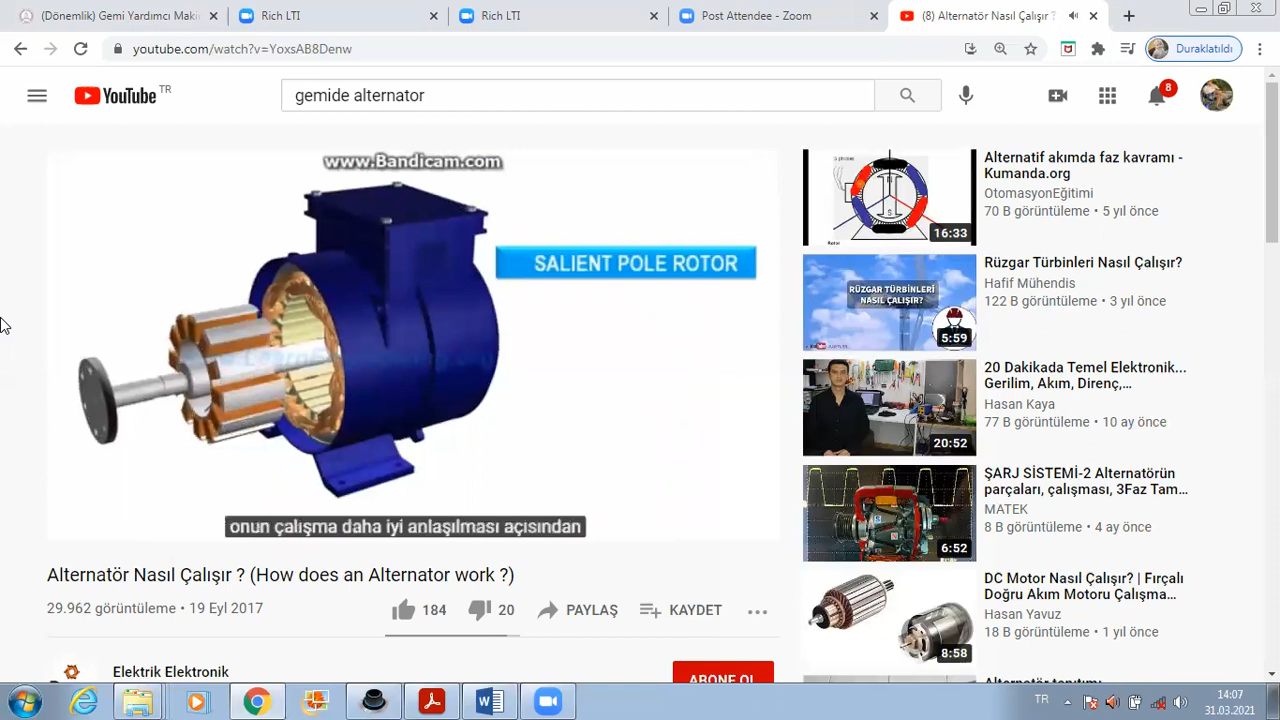 (Dönemlik) Gemi Yardımcı Mak
Rich LTI
Rich LTI
Post Attendee - Zoom
(8) Alternatör Nasıl Çalışır ?
youtube.com/watch?v=YoxsAB8Denw
Duraklatıldı
YouTube TR
gemide alternator
8
www.Bandicam.com
SALIENT POLE ROTOR
onun çalışma daha iyi anlaşılması açısından
Alternatör Nasıl Çalışır ? (How does an Alternator work ?)
29.962 görüntüleme • 19 Eyl 2017
184
20
PAYLAŞ
KAYDET
Elektrik Elektronik
ABONE OL
16:33
Alternatif akımda faz kavramı -
Kumanda.org
OtomasyonEğitimi
70 B görüntüleme • 5 yıl önce
RÜZGAR TÜRBİNLERİ
NASIL ÇALIŞIR?
5:59
Rüzgar Türbinleri Nasıl Çalışır?
Hafif Mühendis
122 B görüntüleme • 3 yıl önce
20:52
20 Dakikada Temel Elektronik...
Gerilim, Akım, Direnç,...
Hasan Kaya
77 B görüntüleme • 10 ay önce
6:52
ŞARJ SİSTEMİ-2 Alternatörün
parçaları, çalışması, 3Faz Tam...
MATEK
8 B görüntüleme • 4 ay önce
8:58
DC Motor Nasıl Çalışır? | Fırçalı
Doğru Akım Motoru Çalışma...
Hasan Yavuz
18 B görüntüleme • 1 yıl önce
TR
14:07
31.03.2021